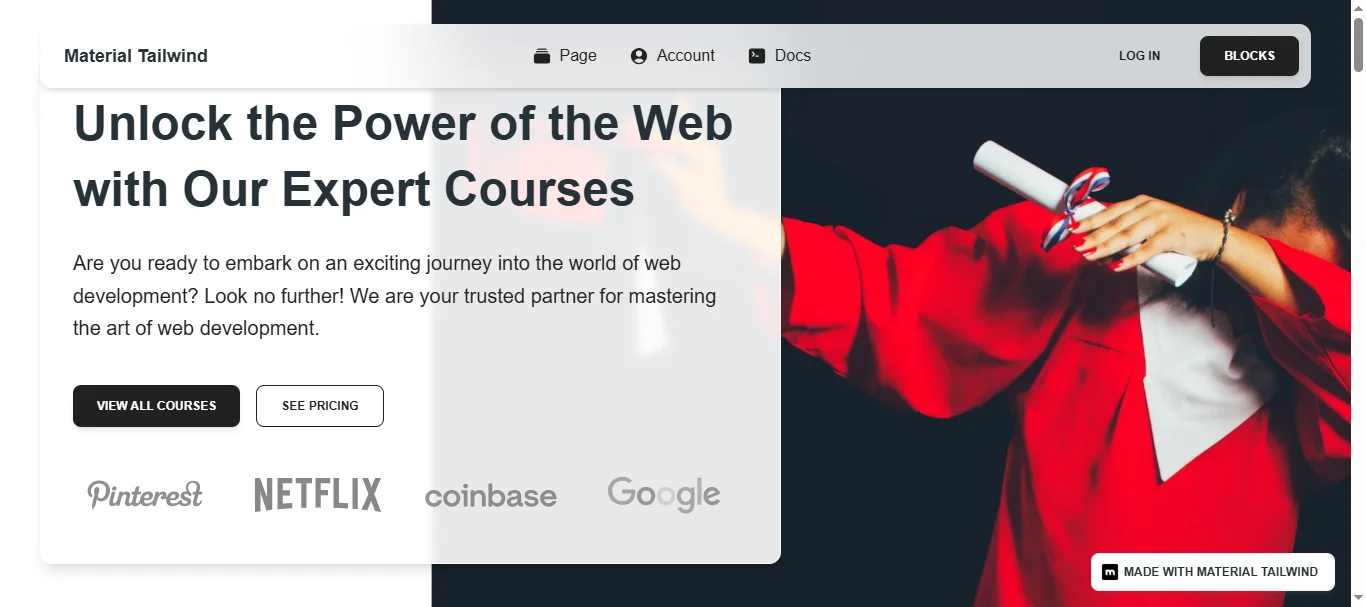 Material Tailwind
Page
Account
Docs
LOG IN
BLOCKS
Unlock the Power of the Web
with Our Expert Courses
Are you ready to embark on an exciting journey into the world of web
development? Look no further! We are your trusted partner for mastering
the art of web development.
VIEW ALL COURSES
SEE PRICING
Pinterest
NETFLIX
coinbase
Google
MADE WITH MATERIAL TAILWIND